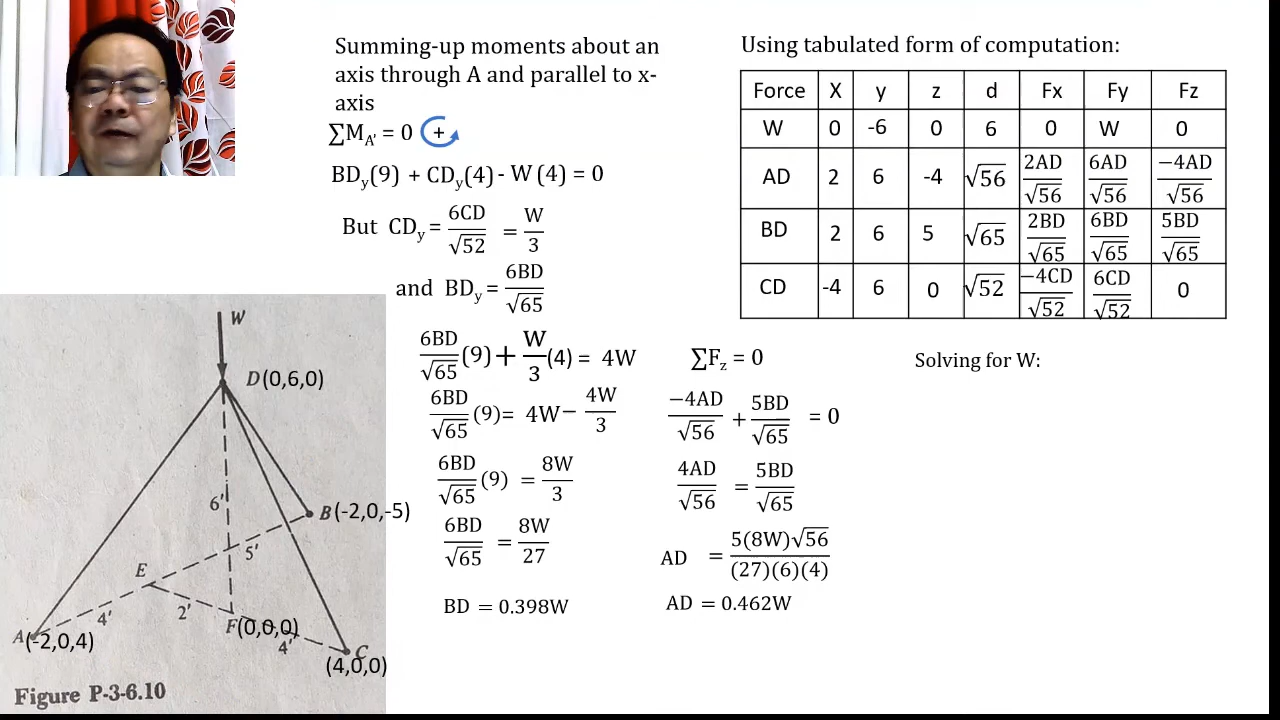 Summing-up moments about an
axis through A and parallel to x-
axis
∑M_A' = 0 +
BD_y(9) + CD_y(4) - W (4) = 0
But CD_y = 6CD/√52 = W/3
and BD_y = 6BD/√65
6BD/√65 (9) + W/3 (4) = 4W
6BD/√65 (9) = 4W − 4W/3
6BD/√65 (9) = 8W/3
6BD/√65 = 8W/27
BD = 0.398W
Using tabulated form of computation:
Force X y z d Fx Fy Fz
W 0 -6 0 6 0 W 0
AD 2 6 -4 √56 2AD/√56 6AD/√56 −4AD/√56
BD 2 6 5 √65 2BD/√65 6BD/√65 5BD/√65
CD -4 6 0 √52 −4CD/√52 6CD/√52 0
∑F_z = 0
−4AD/√56 + 5BD/√65 = 0
4AD/√56 = 5BD/√65
AD = 5(8W)√56/(27)(6)(4)
AD = 0.462W
Solving for W:
W
D(0,6,0)
6'
B(-2,0,-5)
5'
E
2'
4'
A(-2,0,4)
F(0,0,0)
4'
C
(4,0,0)
Figure P-3-6.10